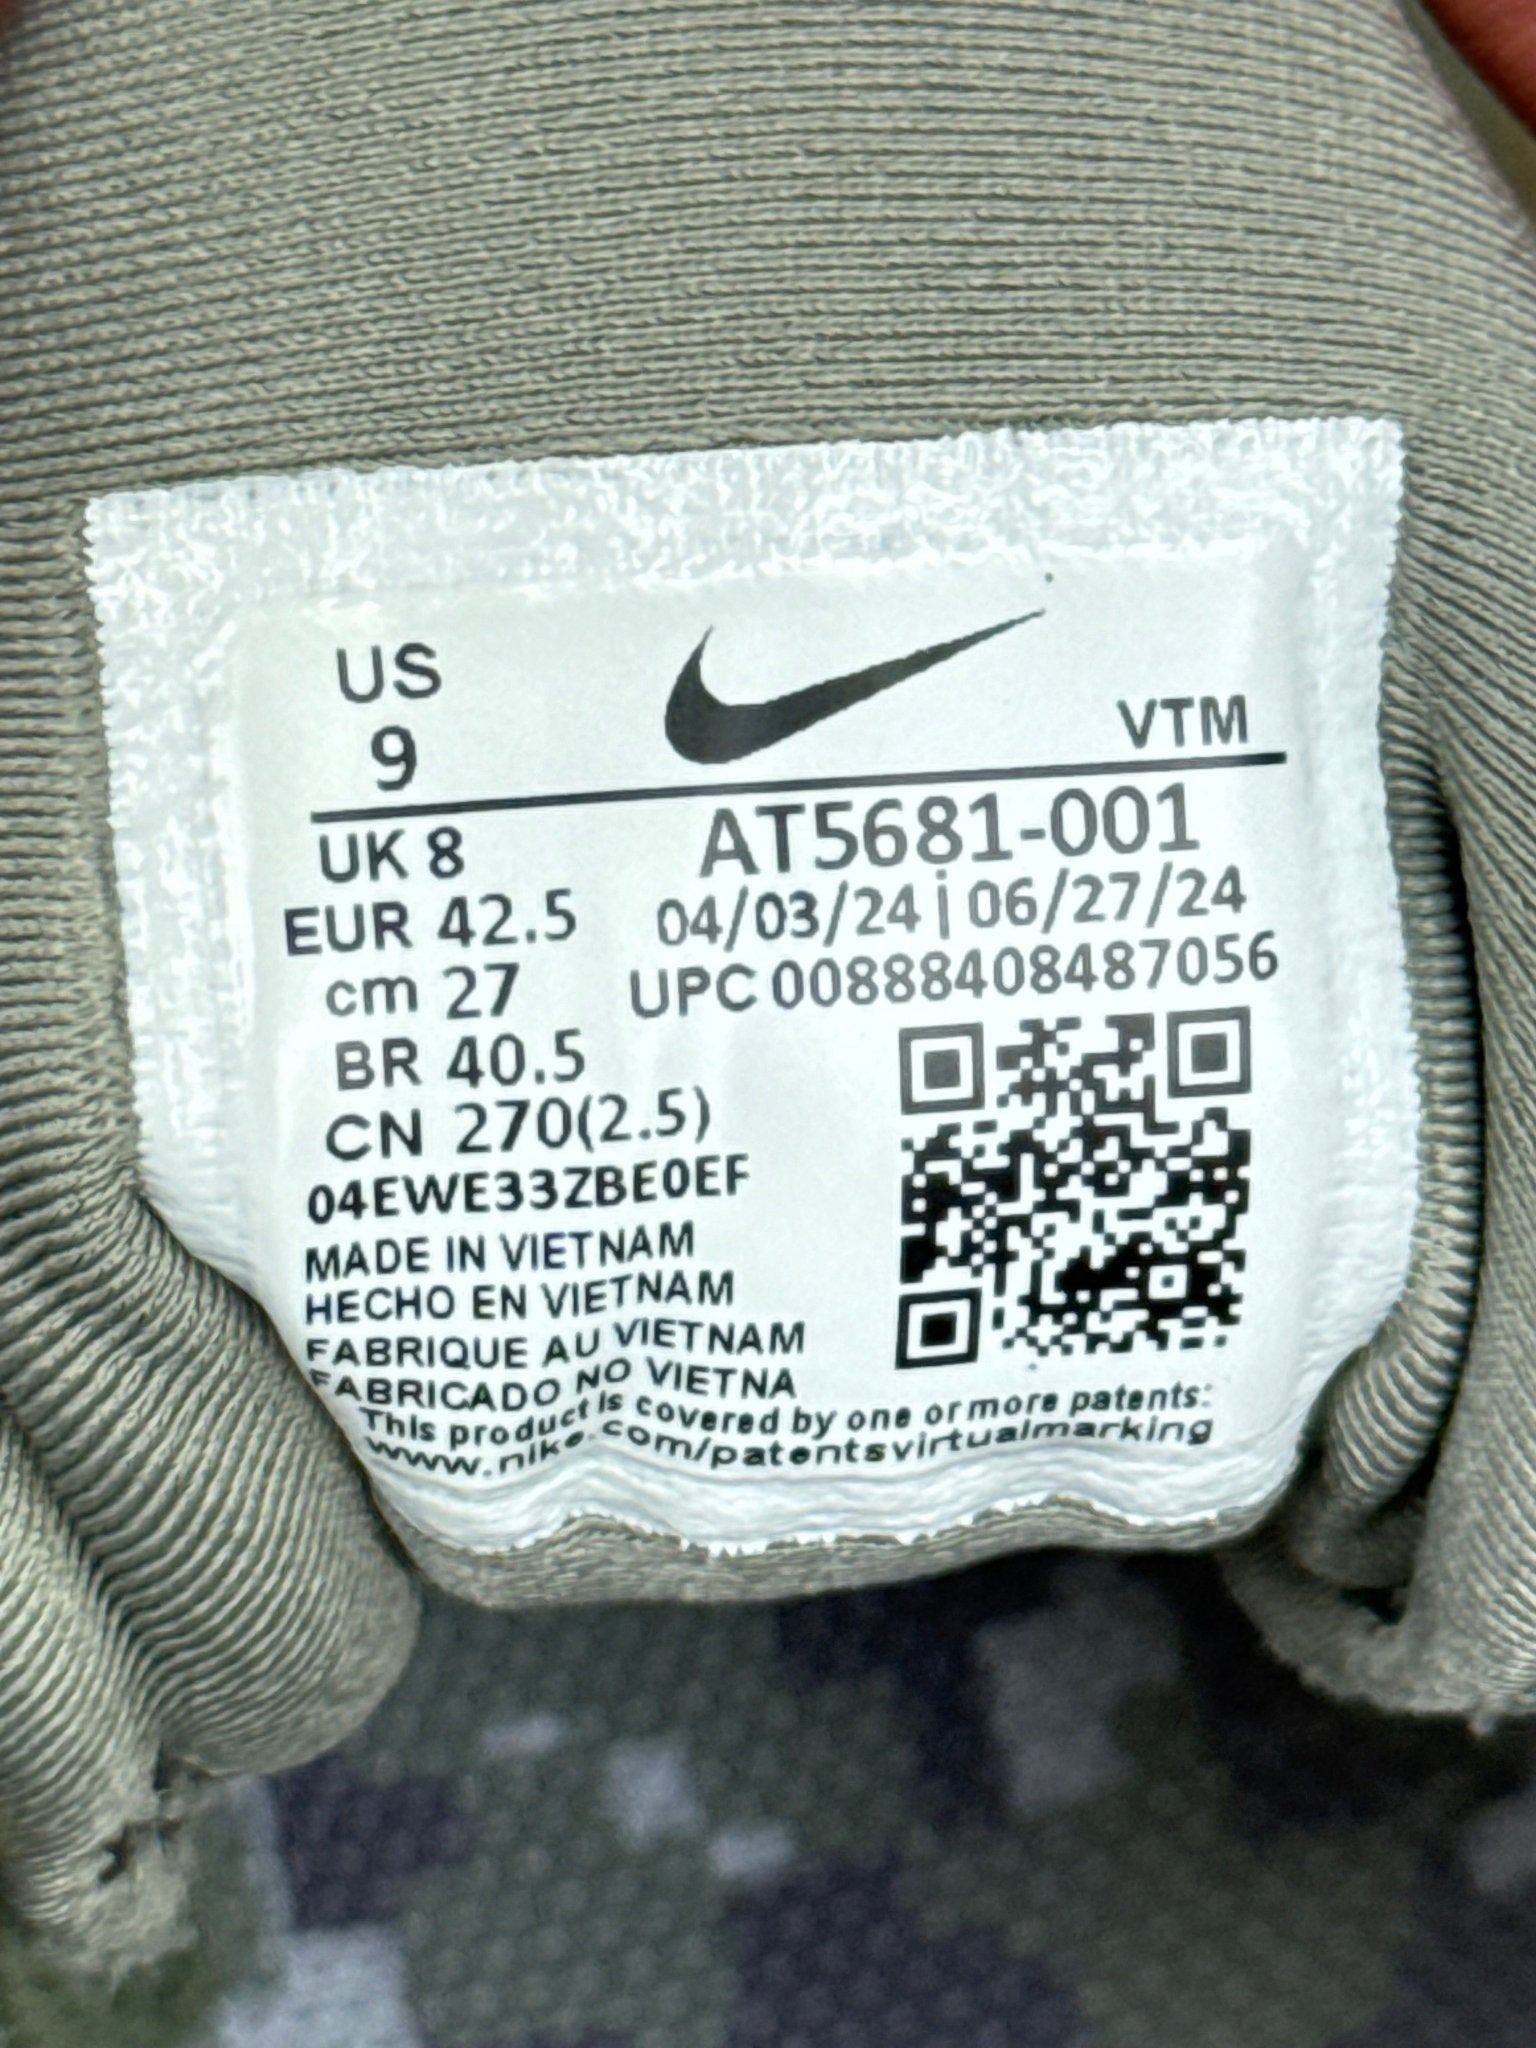 US
9
VTM
UK 8
AT5681-001
EUR 42.5
04/03/24 | 06/27/24
cm 27
UPC 00888408487056
BR 40.5
CN 270(2.5)
04EWE33ZBE0EF
MADE IN VIETNAM
HECHO EN VIETNAM
FABRIQUE AU VIETNAM
FABRICADO NO VIETNA
This product is covered by one or more patents:
www.nike.com/patentsvirtualmarking